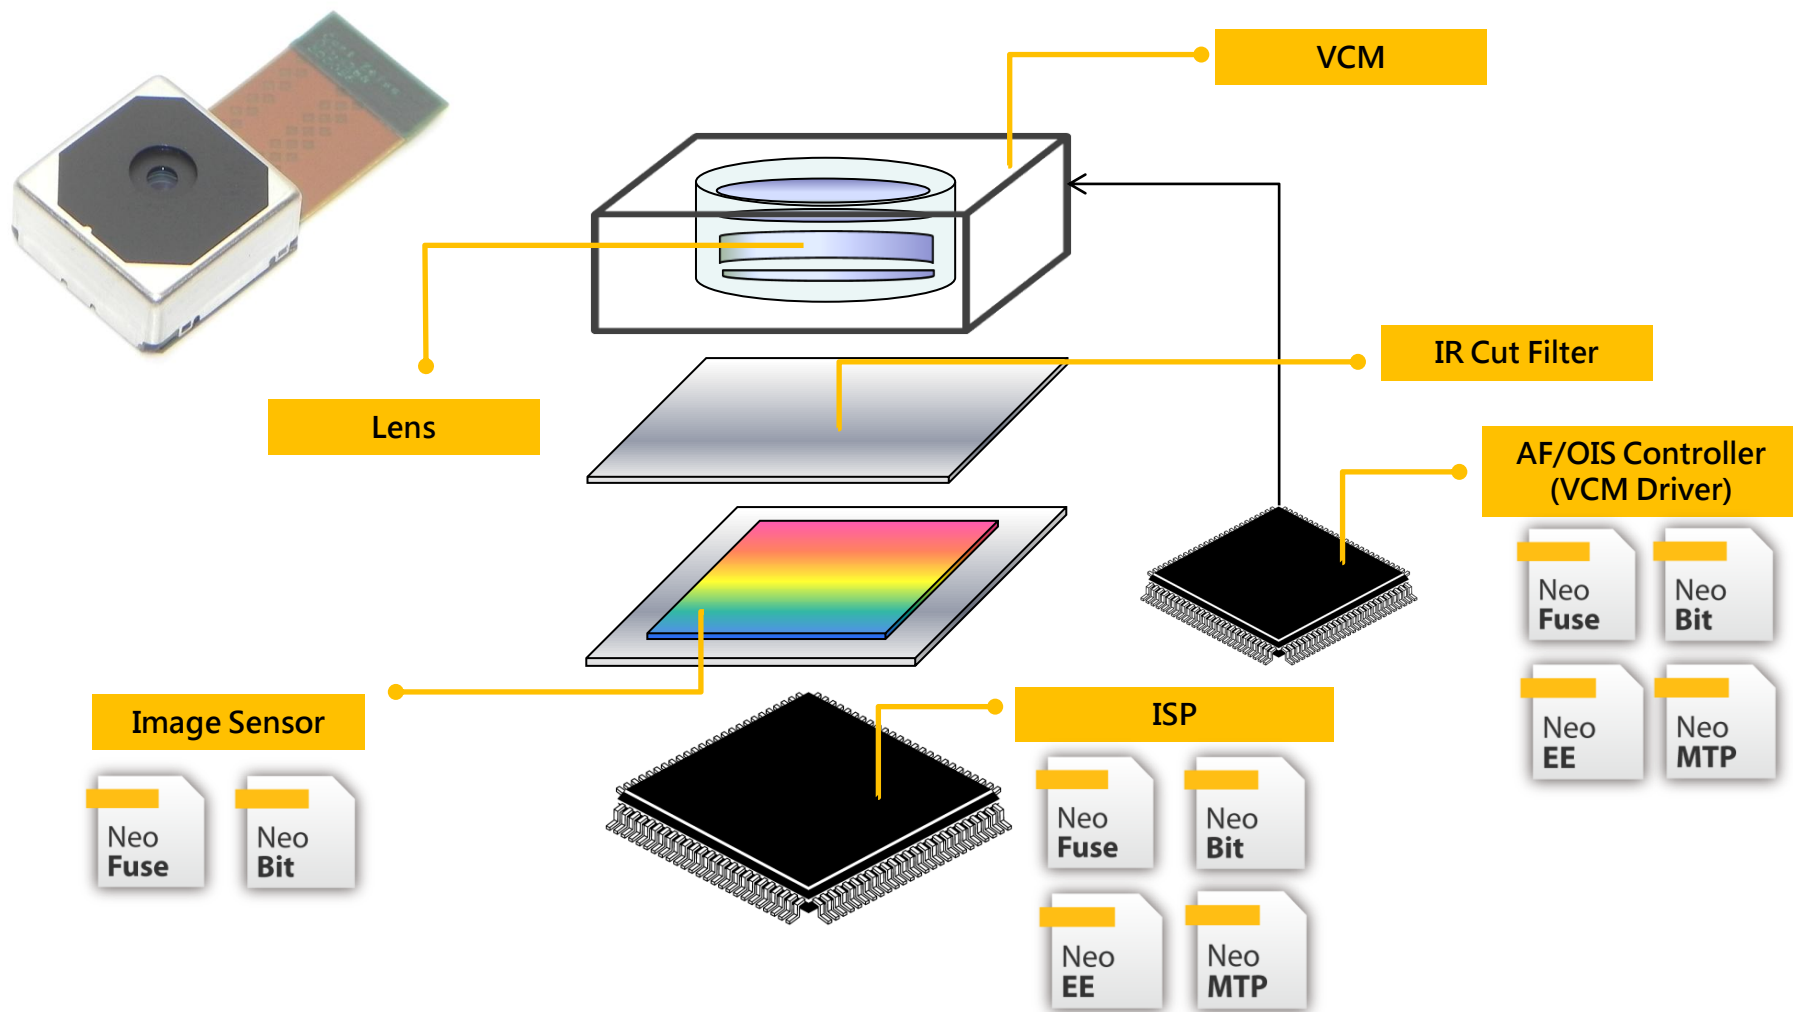 VCM
IR Cut Filter
Lens
AF/OIS Controller
(VCM Driver)
Neo
Fuse
Neo
Bit
Neo
EE
Neo
MTP
Image Sensor
Neo
Fuse
Neo
Bit
ISP
Neo
Fuse
Neo
Bit
Neo
EE
Neo
MTP